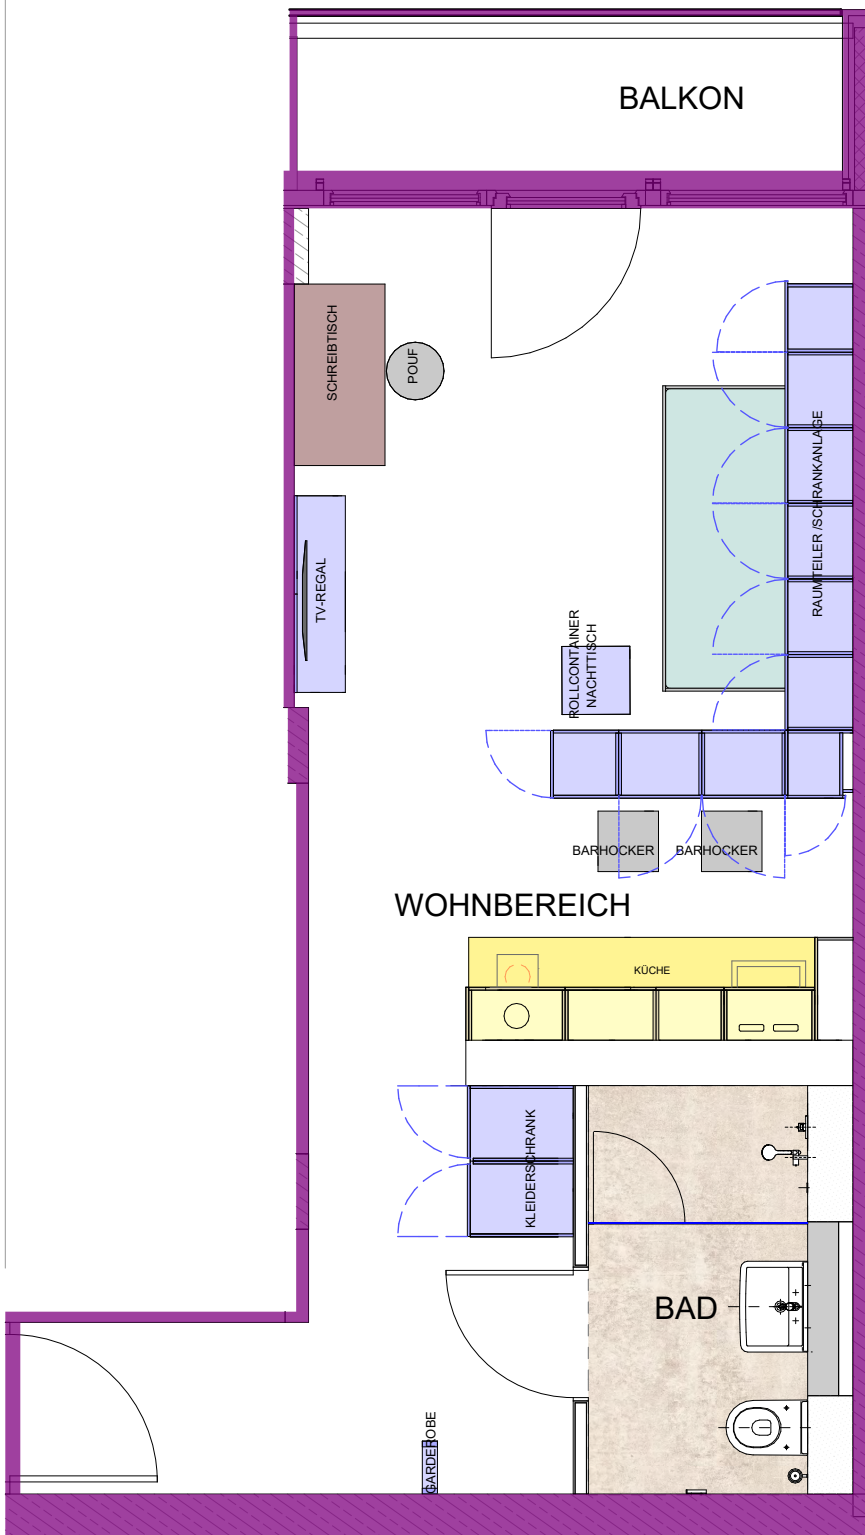 BALKON
SCHREIBTISCH
POUF
RAUMTEILER /SCHRANKANLAGE
TV-REGAL
ROLLCONTAINER
NACHTTISCH
BARHOCKER
BARHOCKER
WOHNBEREICH
KÜCHE
KLEIDERSCHRANK
BAD
GARDEROBE